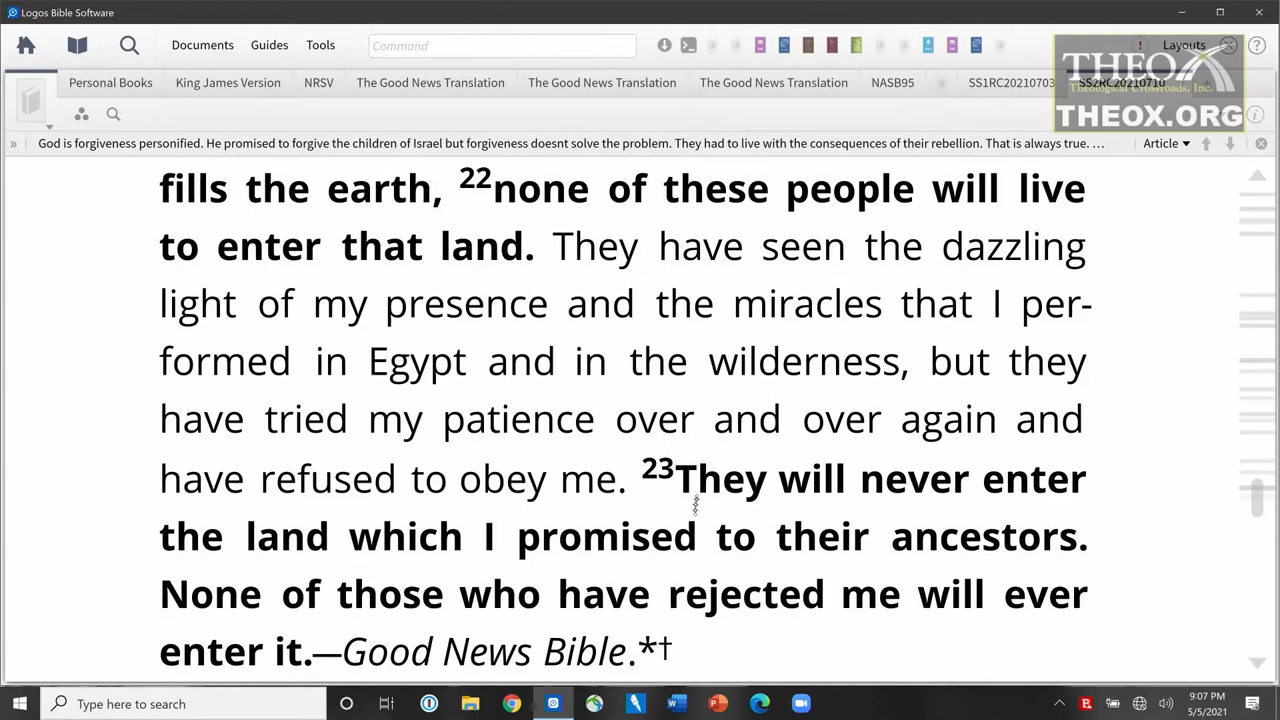 Logos Bible Software
Documents Guides Tools Command Layouts
THEOX
Theological Crossroads, Inc.
THEOX.ORG
Personal Books King James Version NRSV The Good News Translation The Good News Translation The Good News Translation NASB95 SS1RC20210703 SS2RC20210710
» God is forgiveness personified. He promised to forgive the children of Israel but forgiveness doesnt solve the problem. They had to live with the consequences of their rebellion. That is always true. ... Article
fills the earth, 22none of these people will live
to enter that land. They have seen the dazzling
light of my presence and the miracles that I per-
formed in Egypt and in the wilderness, but they
have tried my patience over and over again and
have refused to obey me. 23They will never enter
the land which I promised to their ancestors.
None of those who have rejected me will ever
enter it.—Good News Bible.*†
Type here to search
9:07 PM
5/5/2021